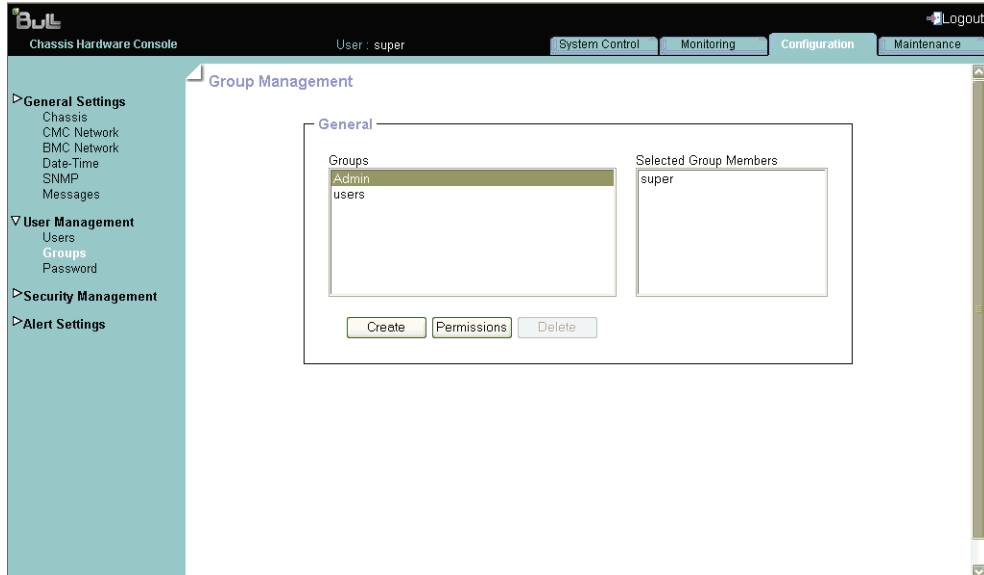 Bull
Logout
Chassis Hardware Console
User : super
System Control
Monitoring
Configuration
Maintenance
General Settings
Chassis
CMC Network
BMC Network
Date-Time
SNMP
Messages
User Management
Users
Groups
Password
Security Management
Alert Settings
Group Management
General
Groups
Admin
users
Selected Group Members
super
Create
Permissions
Delete